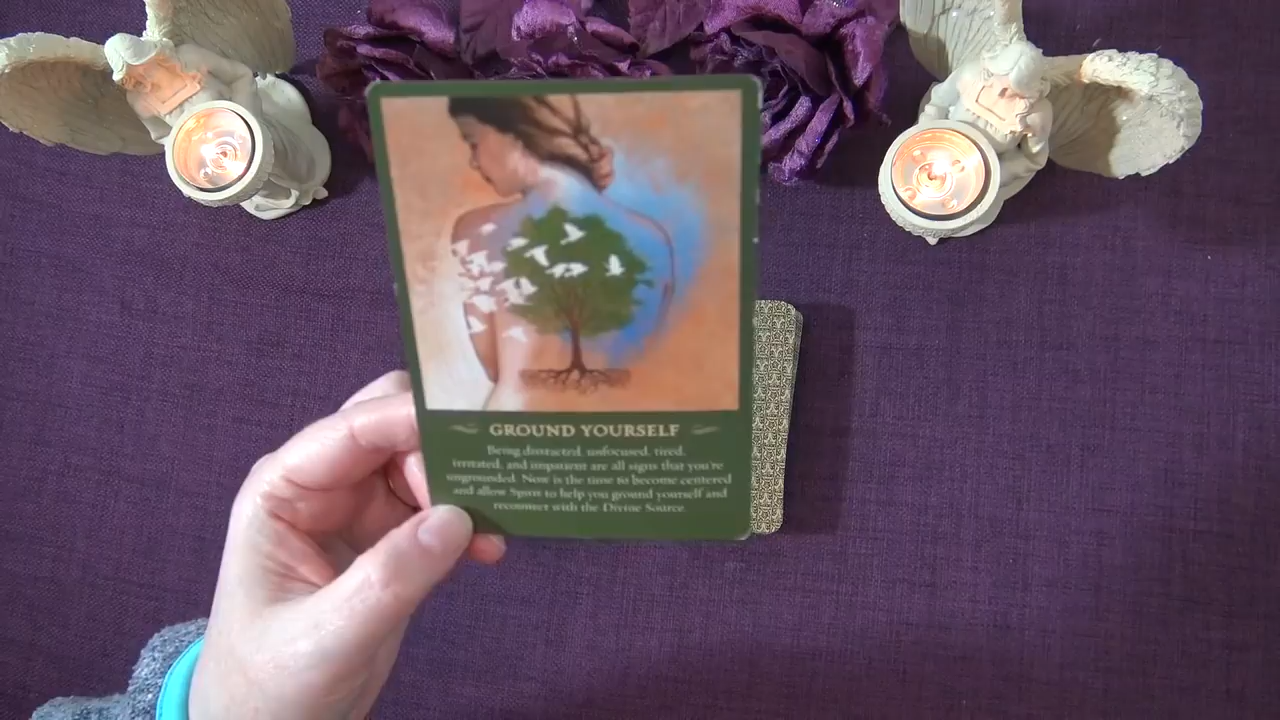 GROUND YOURSELF
Being distracted, unfocused, tired,
irritated, and impatient are all signs that you're
ungrounded. Now is the time to become centered
and allow Spirit to help you ground yourself and
reconnect with the Divine Source.